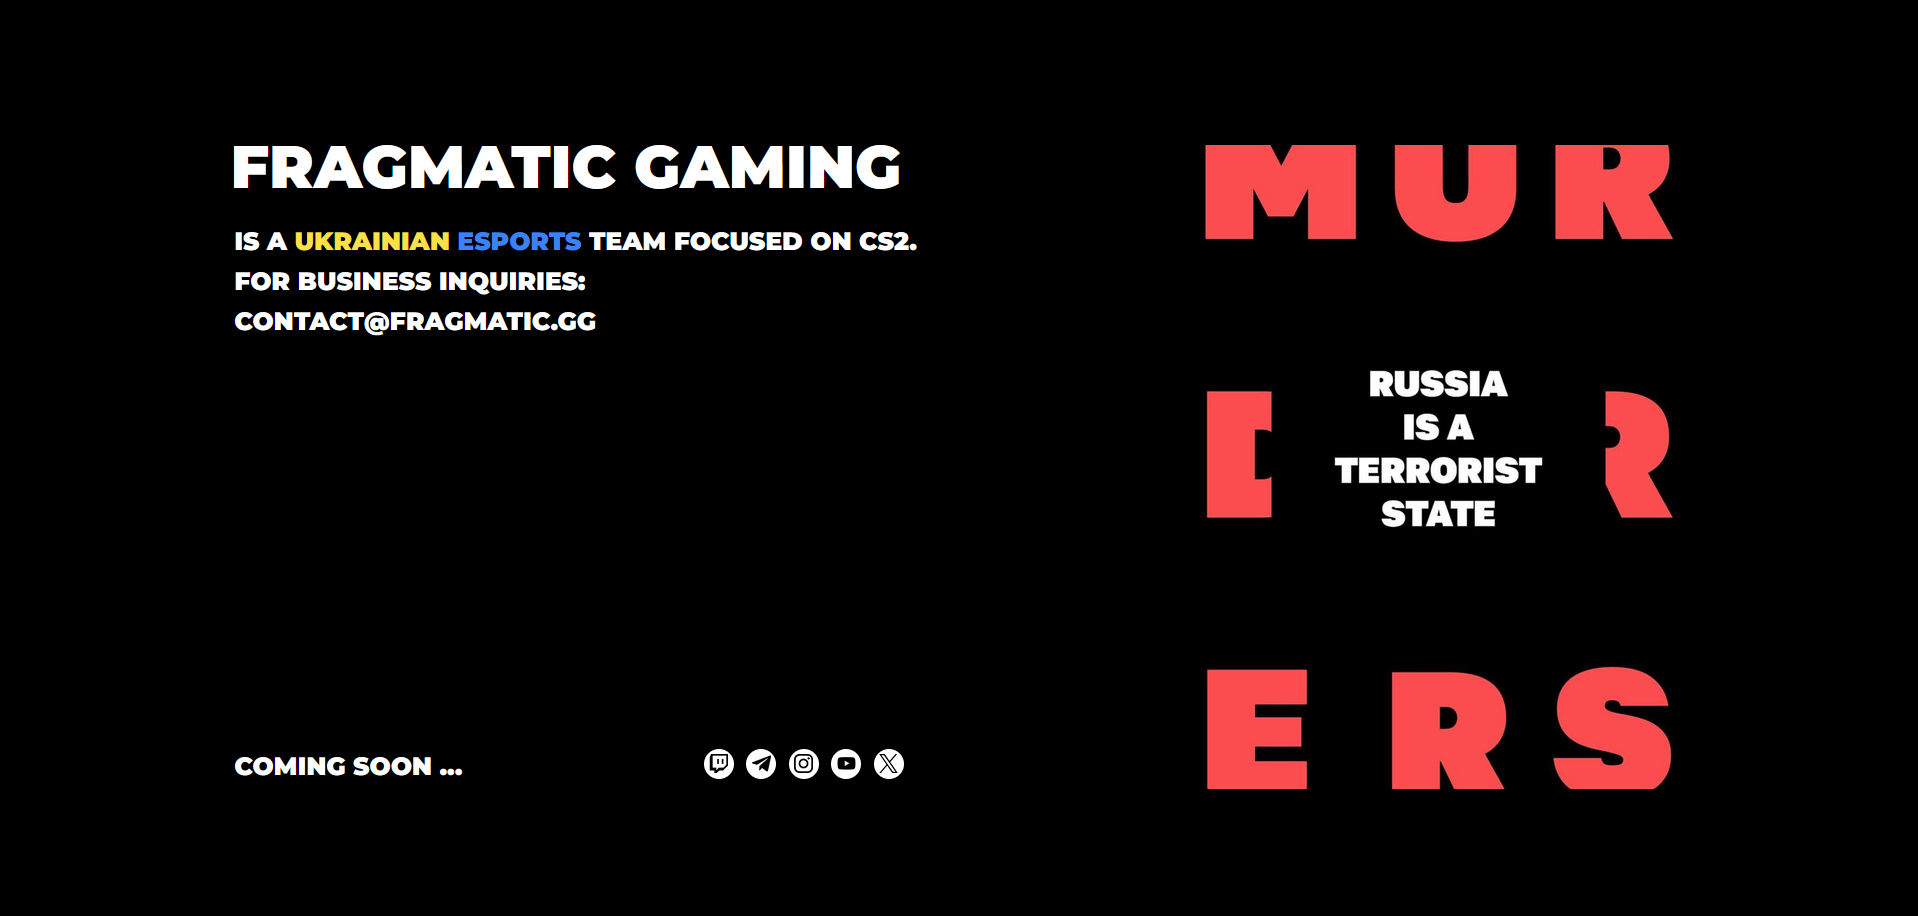 FRAGMATIC GAMING
IS A UKRAINIAN ESPORTS TEAM FOCUSED ON CS2.
FOR BUSINESS INQUIRIES:
CONTACT@FRAGMATIC.GG
COMING SOON ...
MUR
D R
RUSSIA
IS A
TERRORIST
STATE
ERS